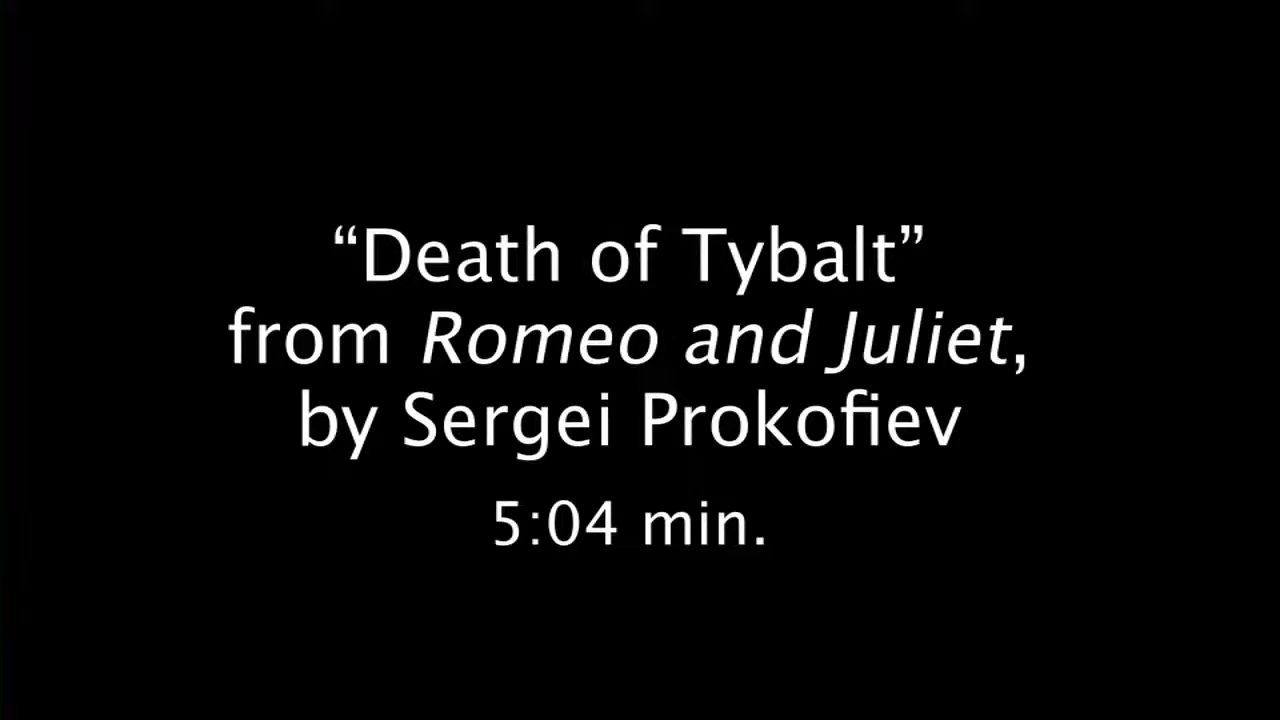 “Death of Tybalt”
from Romeo and Juliet,
by Sergei Prokofiev
5:04 min.